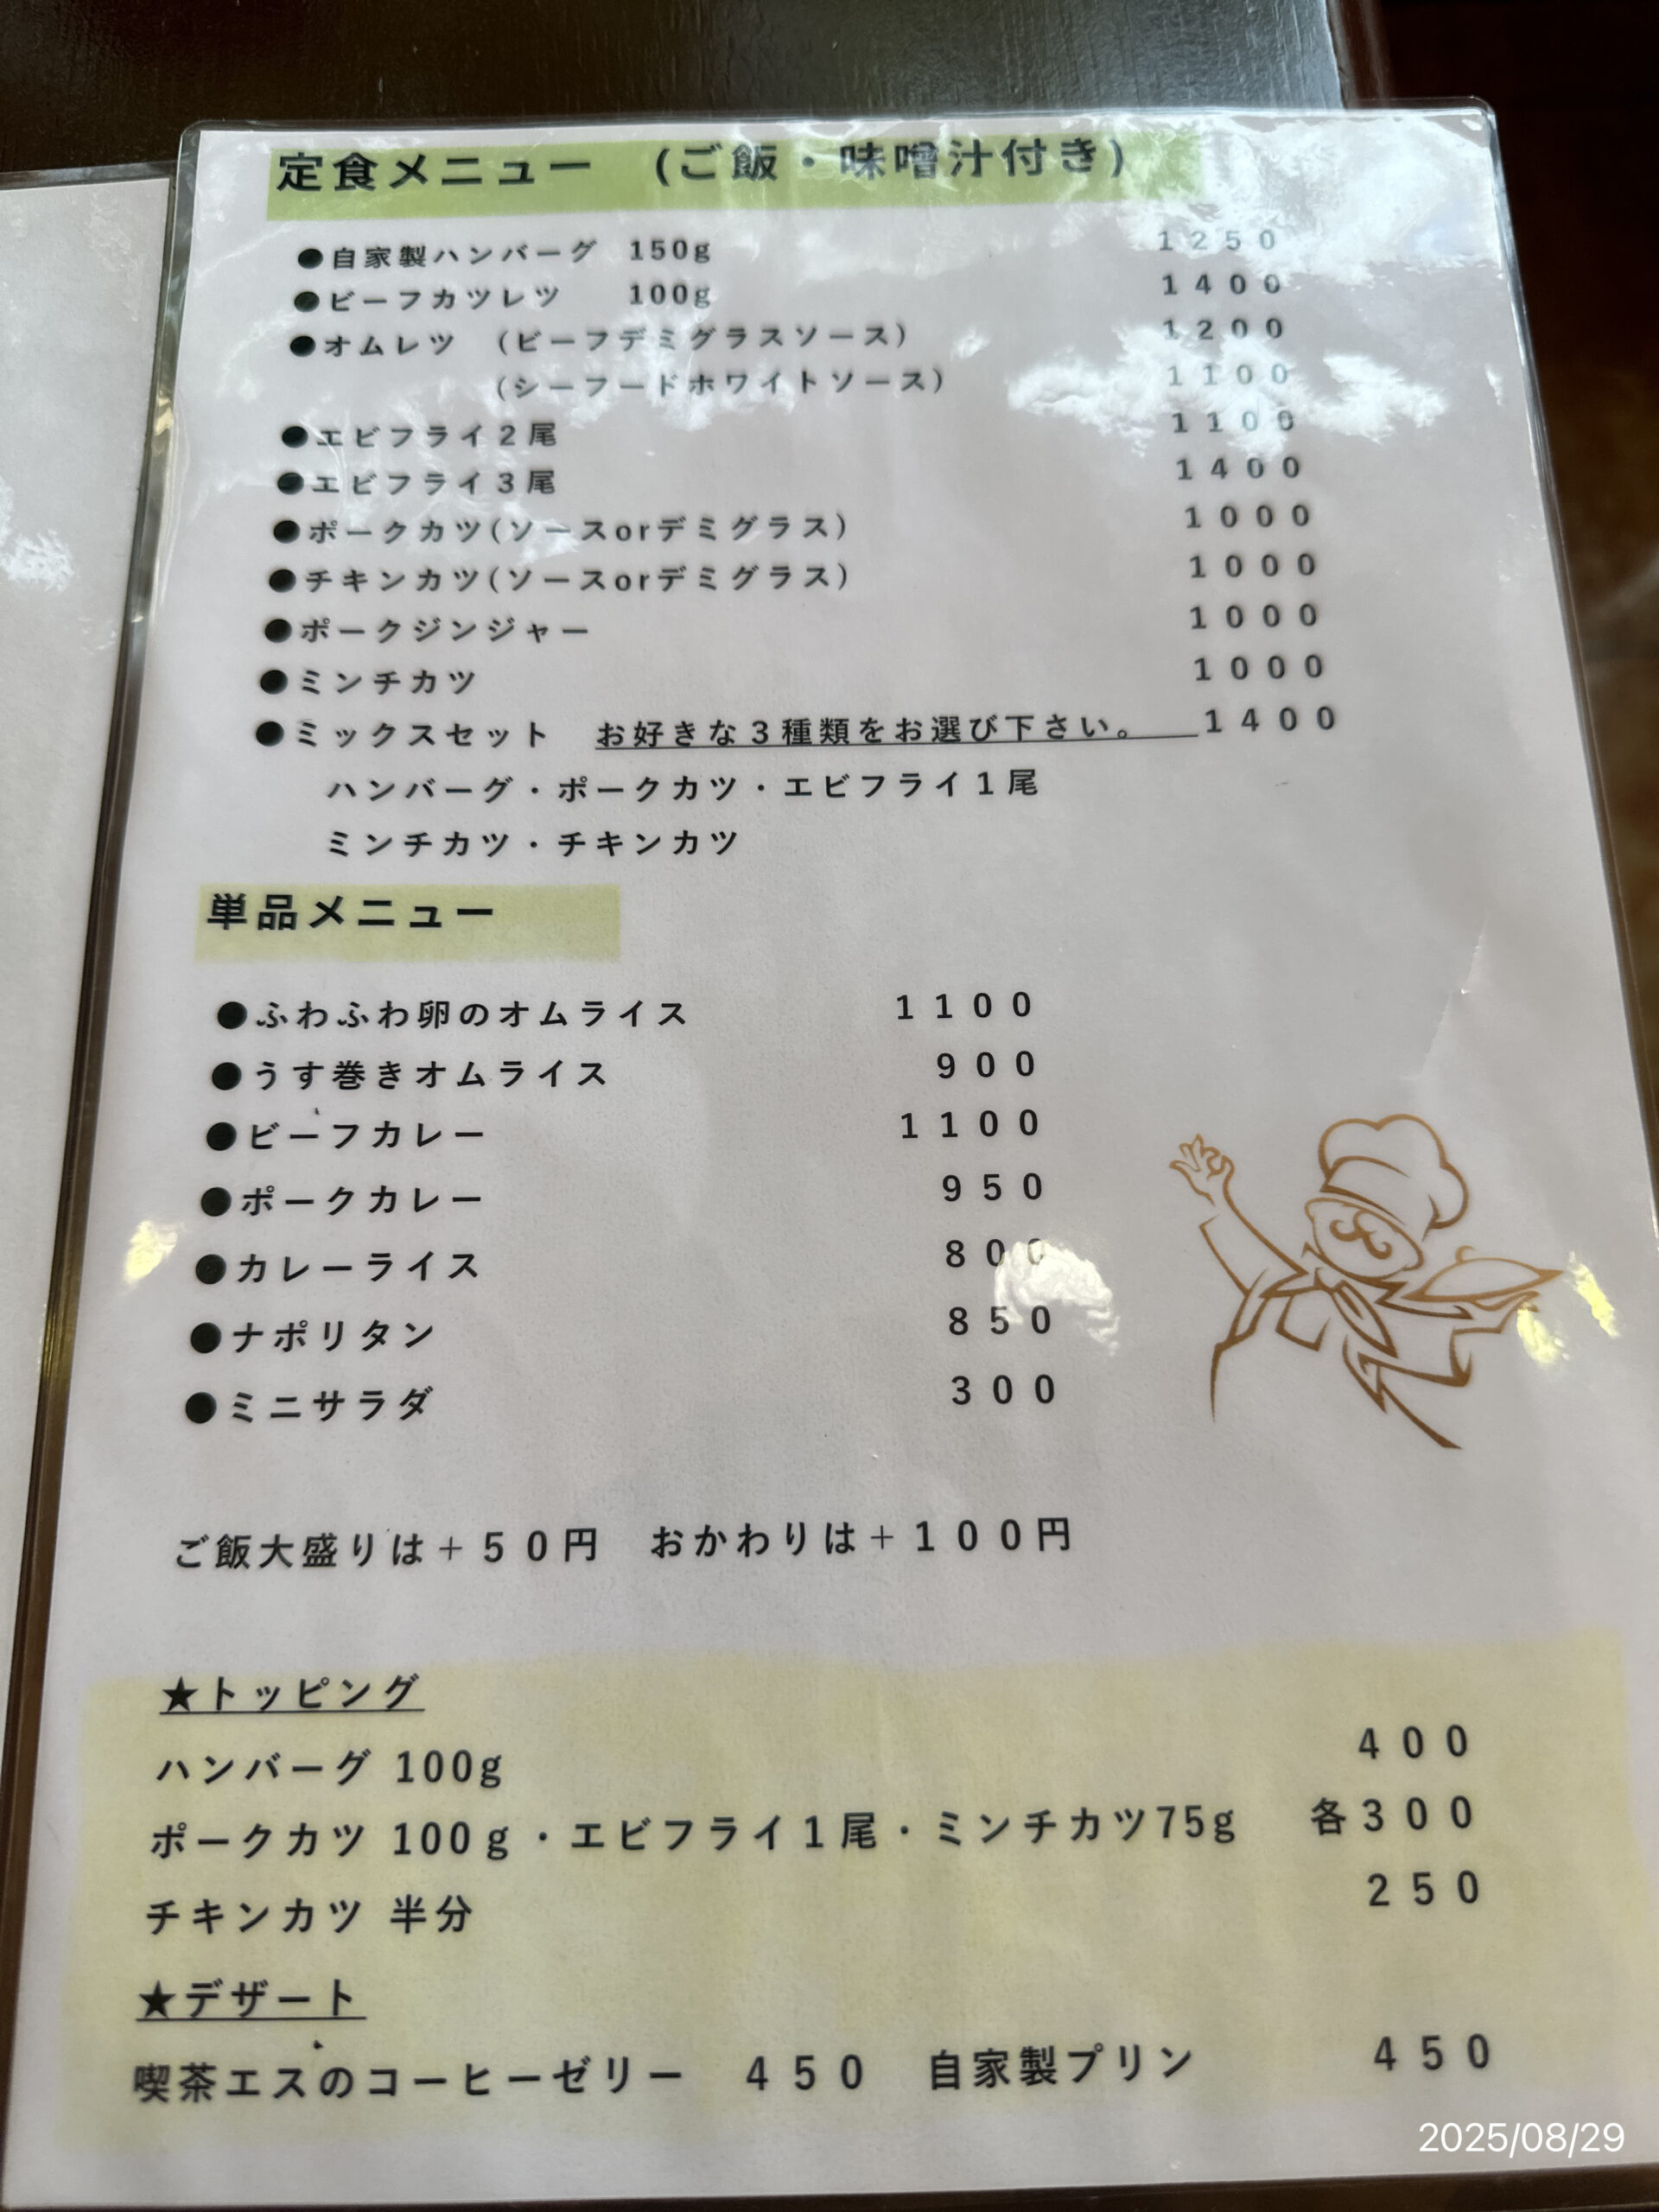 定食メニュー (ご飯・味噌汁付き)
●自家製ハンバーグ 150g 1250
●ビーフカツレツ 100g 1400
●オムレツ (ビーフデミグラスソース) 1200
(シーフードホワイトソース) 1100
●エビフライ2尾 1100
●エビフライ3尾 1400
●ポークカツ(ソースorデミグラス) 1000
●チキンカツ(ソースorデミグラス) 1000
●ポークジンジャー 1000
●ミンチカツ 1000
●ミックスセット お好きな3種類をお選び下さい。 1400
ハンバーグ・ポークカツ・エビフライ1尾
ミンチカツ・チキンカツ
単品メニュー
●ふわふわ卵のオムライス 1100
●うす巻きオムライス 900
●ビーフカレー 1100
●ポークカレー 950
●カレーライス 800
●ナポリタン 850
●ミニサラダ 300
ご飯大盛りは+50円 おかわりは+100円
★トッピング
ハンバーグ 100g 400
ポークカツ 100g・エビフライ1尾・ミンチカツ75g 各300
チキンカツ 半分 250
★デザート
喫茶エスのコーヒーゼリー 450 自家製プリン 450
2025/08/29